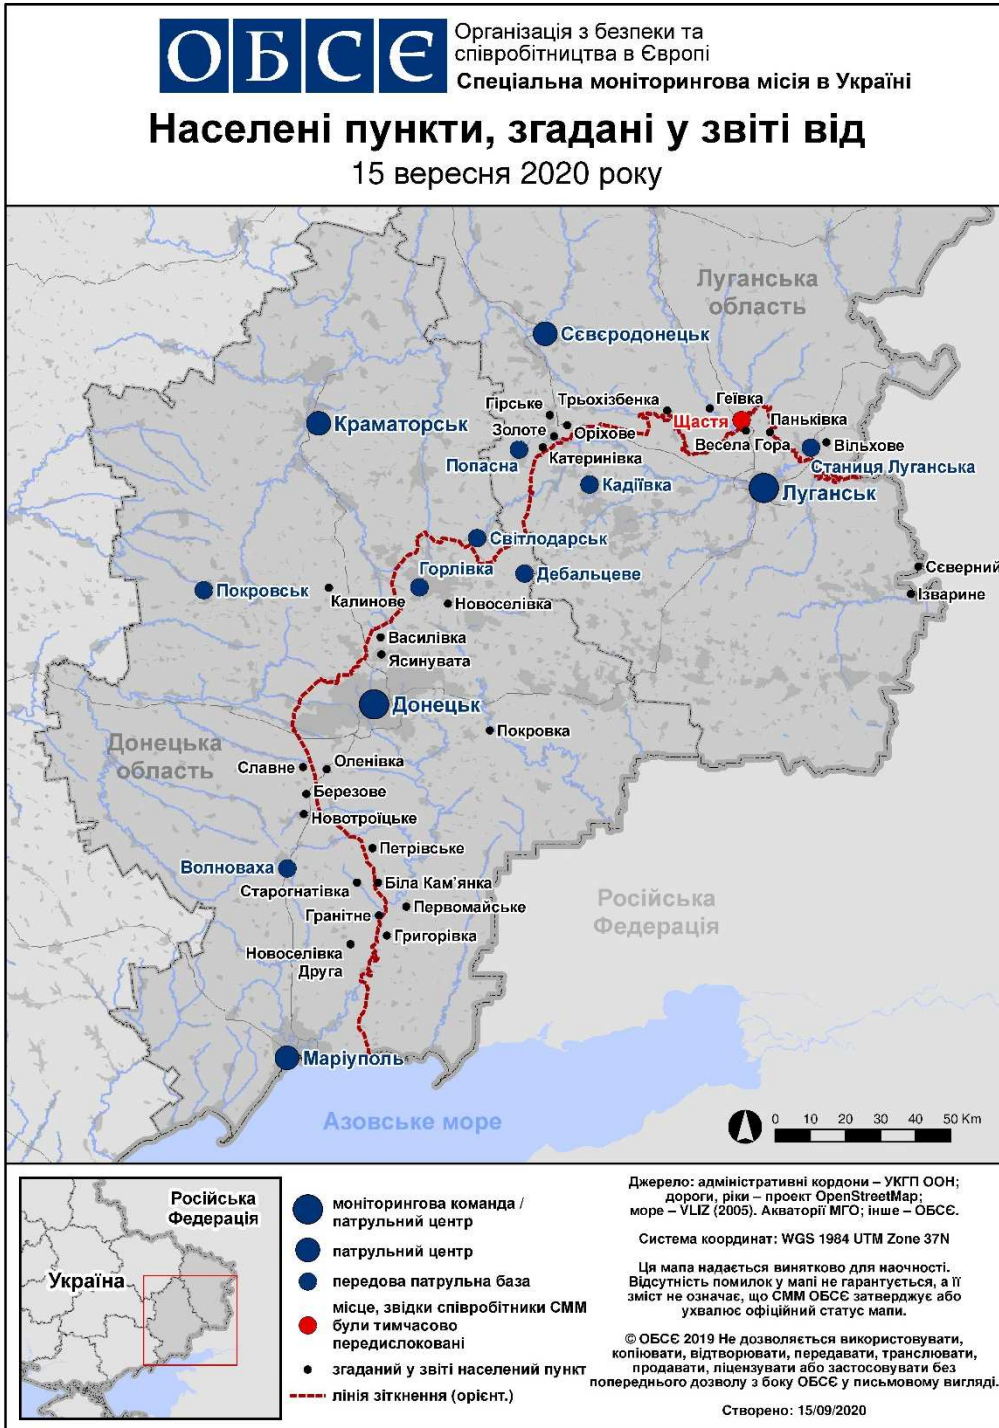 ОБСЄ
Організація з безпеки та
співробітництва в Європі
Спеціальна моніторингова місія в Україні
Населені пункти, згадані у звіті від
15 вересня 2020 року
Луганська
область
Сєвєродонецьк
Краматорськ
Гірське
Трьохізбенка
Геївка
Щастя
Паньківка
Золоте
Оріхове
Весела Гора
Вільхове
Попасна
Катеринівка
Станиця Луганська
Кадіївка
Луганськ
Світлодарськ
Горлівка
Дебальцеве
Сєверний
Покровськ
Калинове
Новоселівка
Ізварине
Василівка
Ясинувата
Донецьк
Покровка
Донецька
область
Славне
Оленівка
Березове
Новотроїцьке
Петрівське
Волноваха
Старогнатівка
Біла Кам'янка
Гранітне
Первомайське
Григорівка
Новоселівка
Друга
Російська
Федерація
Маріуполь
Азовське море
0 10 20 30 40 50 Km
Російська
Федерація
Україна
моніторингова команда /
патрульний центр
патрульний центр
передова патрульна база
місце, звідки співробітники СММ
були тимчасово
передислоковані
згаданий у звіті населений пункт
лінія зіткнення (орієнт.)
Джерело: адміністративні кордони – УКГП ООН;
дороги, ріки – проект OpenStreetMap;
море – VLIZ (2005). Акваторії МГО; інше – ОБСЄ.
Система координат: WGS 1984 UTM Zone 37N
Ця мапа надається винятково для наочності.
Відсутність помилок у мапі не гарантується, а її
зміст не означає, що СММ ОБСЄ затверджує або
ухвалює офіційний статус мапи.
© ОБСЄ 2019 Не дозволяється використовувати,
копіювати, відтворювати, передавати, транслювати,
продавати, ліцензувати або застосовувати без
попереднього дозволу з боку ОБСЄ у письмовому вигляді.
Створено: 15/09/2020